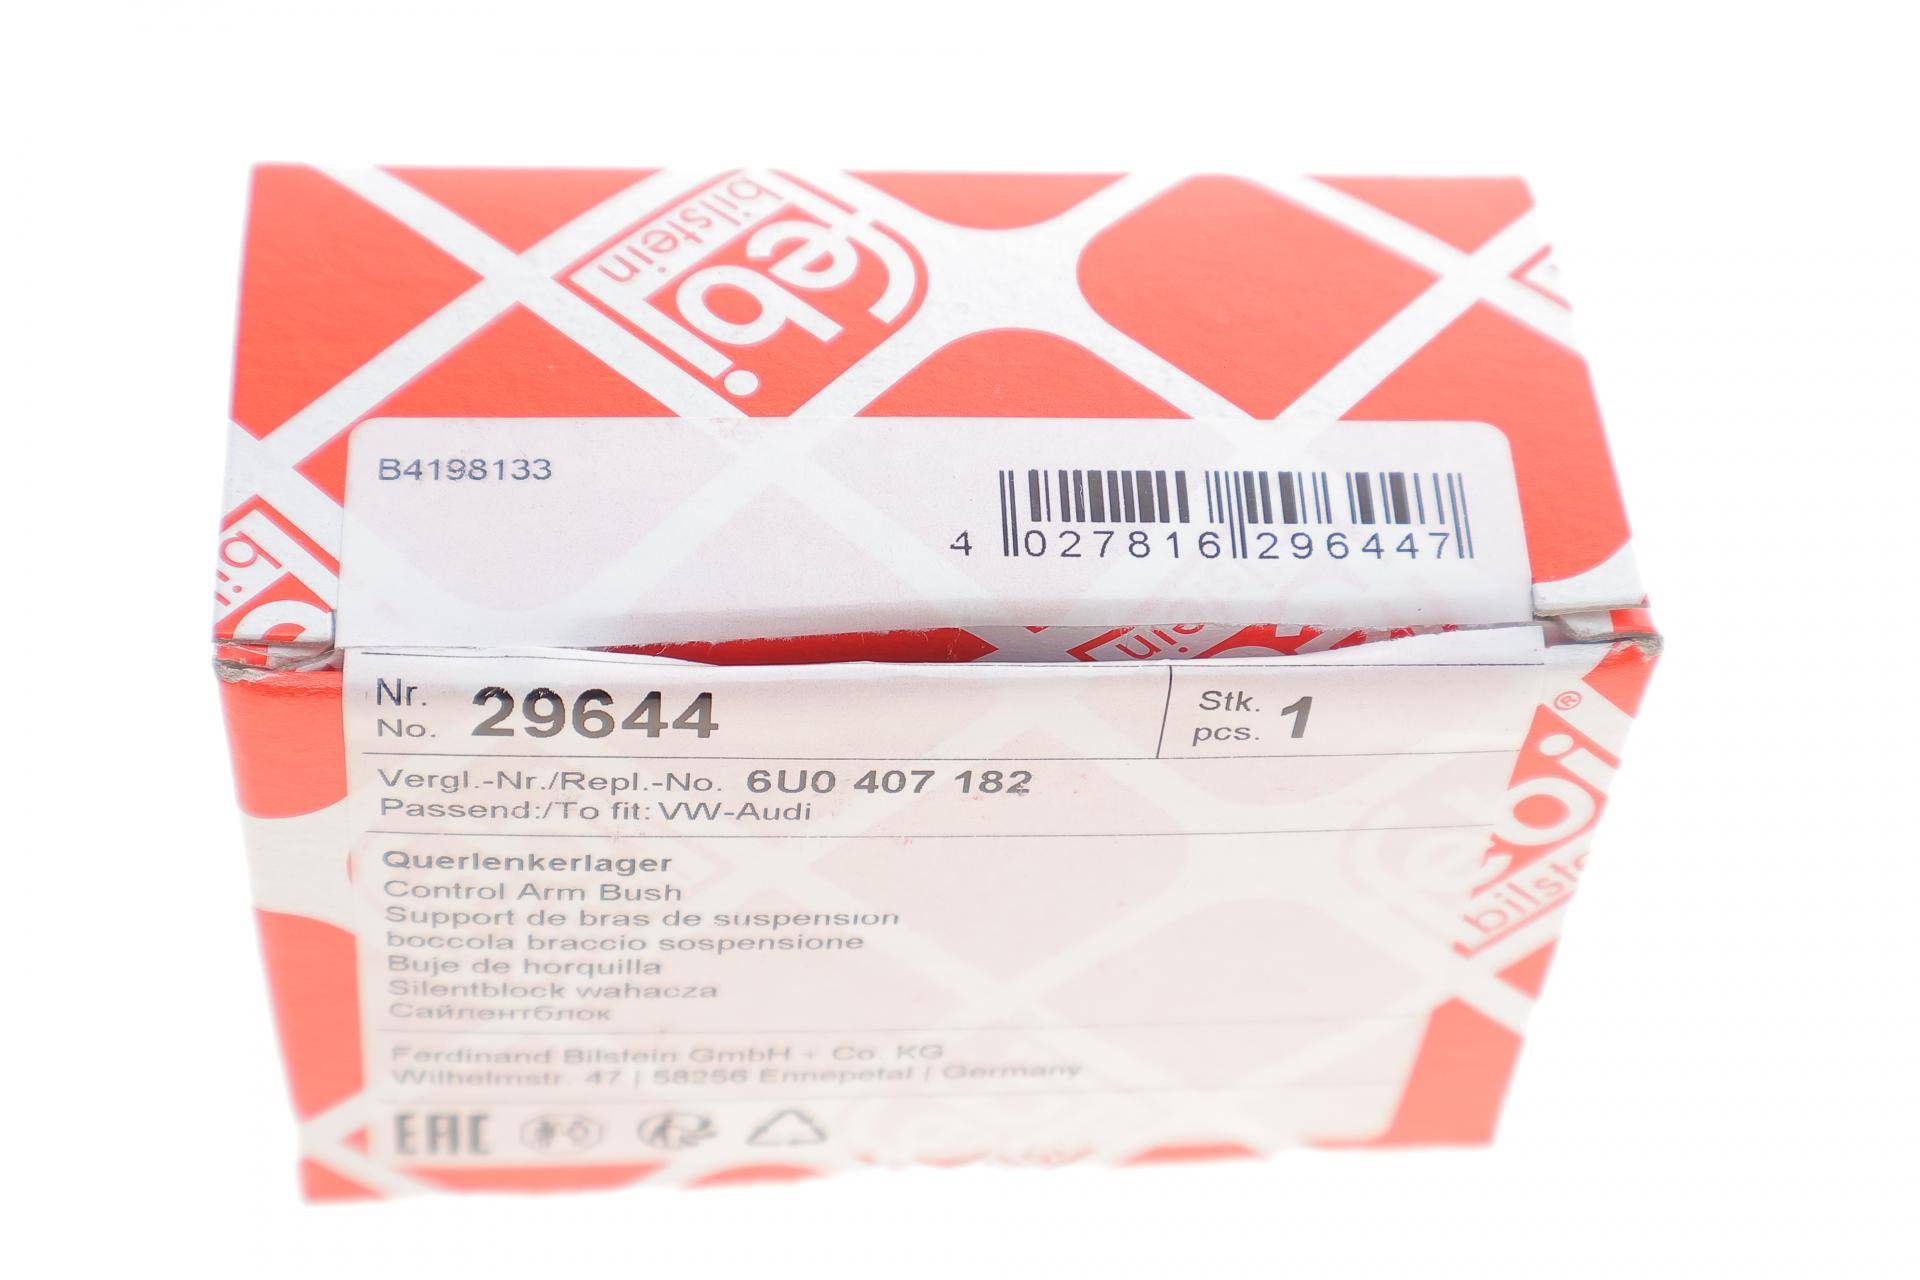 febi
bilstein
B4198133
4 027816 296447
Nr.
No. 29644
Stk.
pcs. 1
Vergl.-Nr./Repl.-No. 6U0 407 182
Passend:/To fit: VW-Audi
Querlenkerlager
Control Arm Bush
Support de bras de suspension
boccola braccio sospensione
Buje de horquilla
Silentblock wahacza
Сайлентблок
Ferdinand Bilstein GmbH + Co. KG
Wilhelmstr. 47 | 58256 Ennepetal | Germany
EAC
bilste